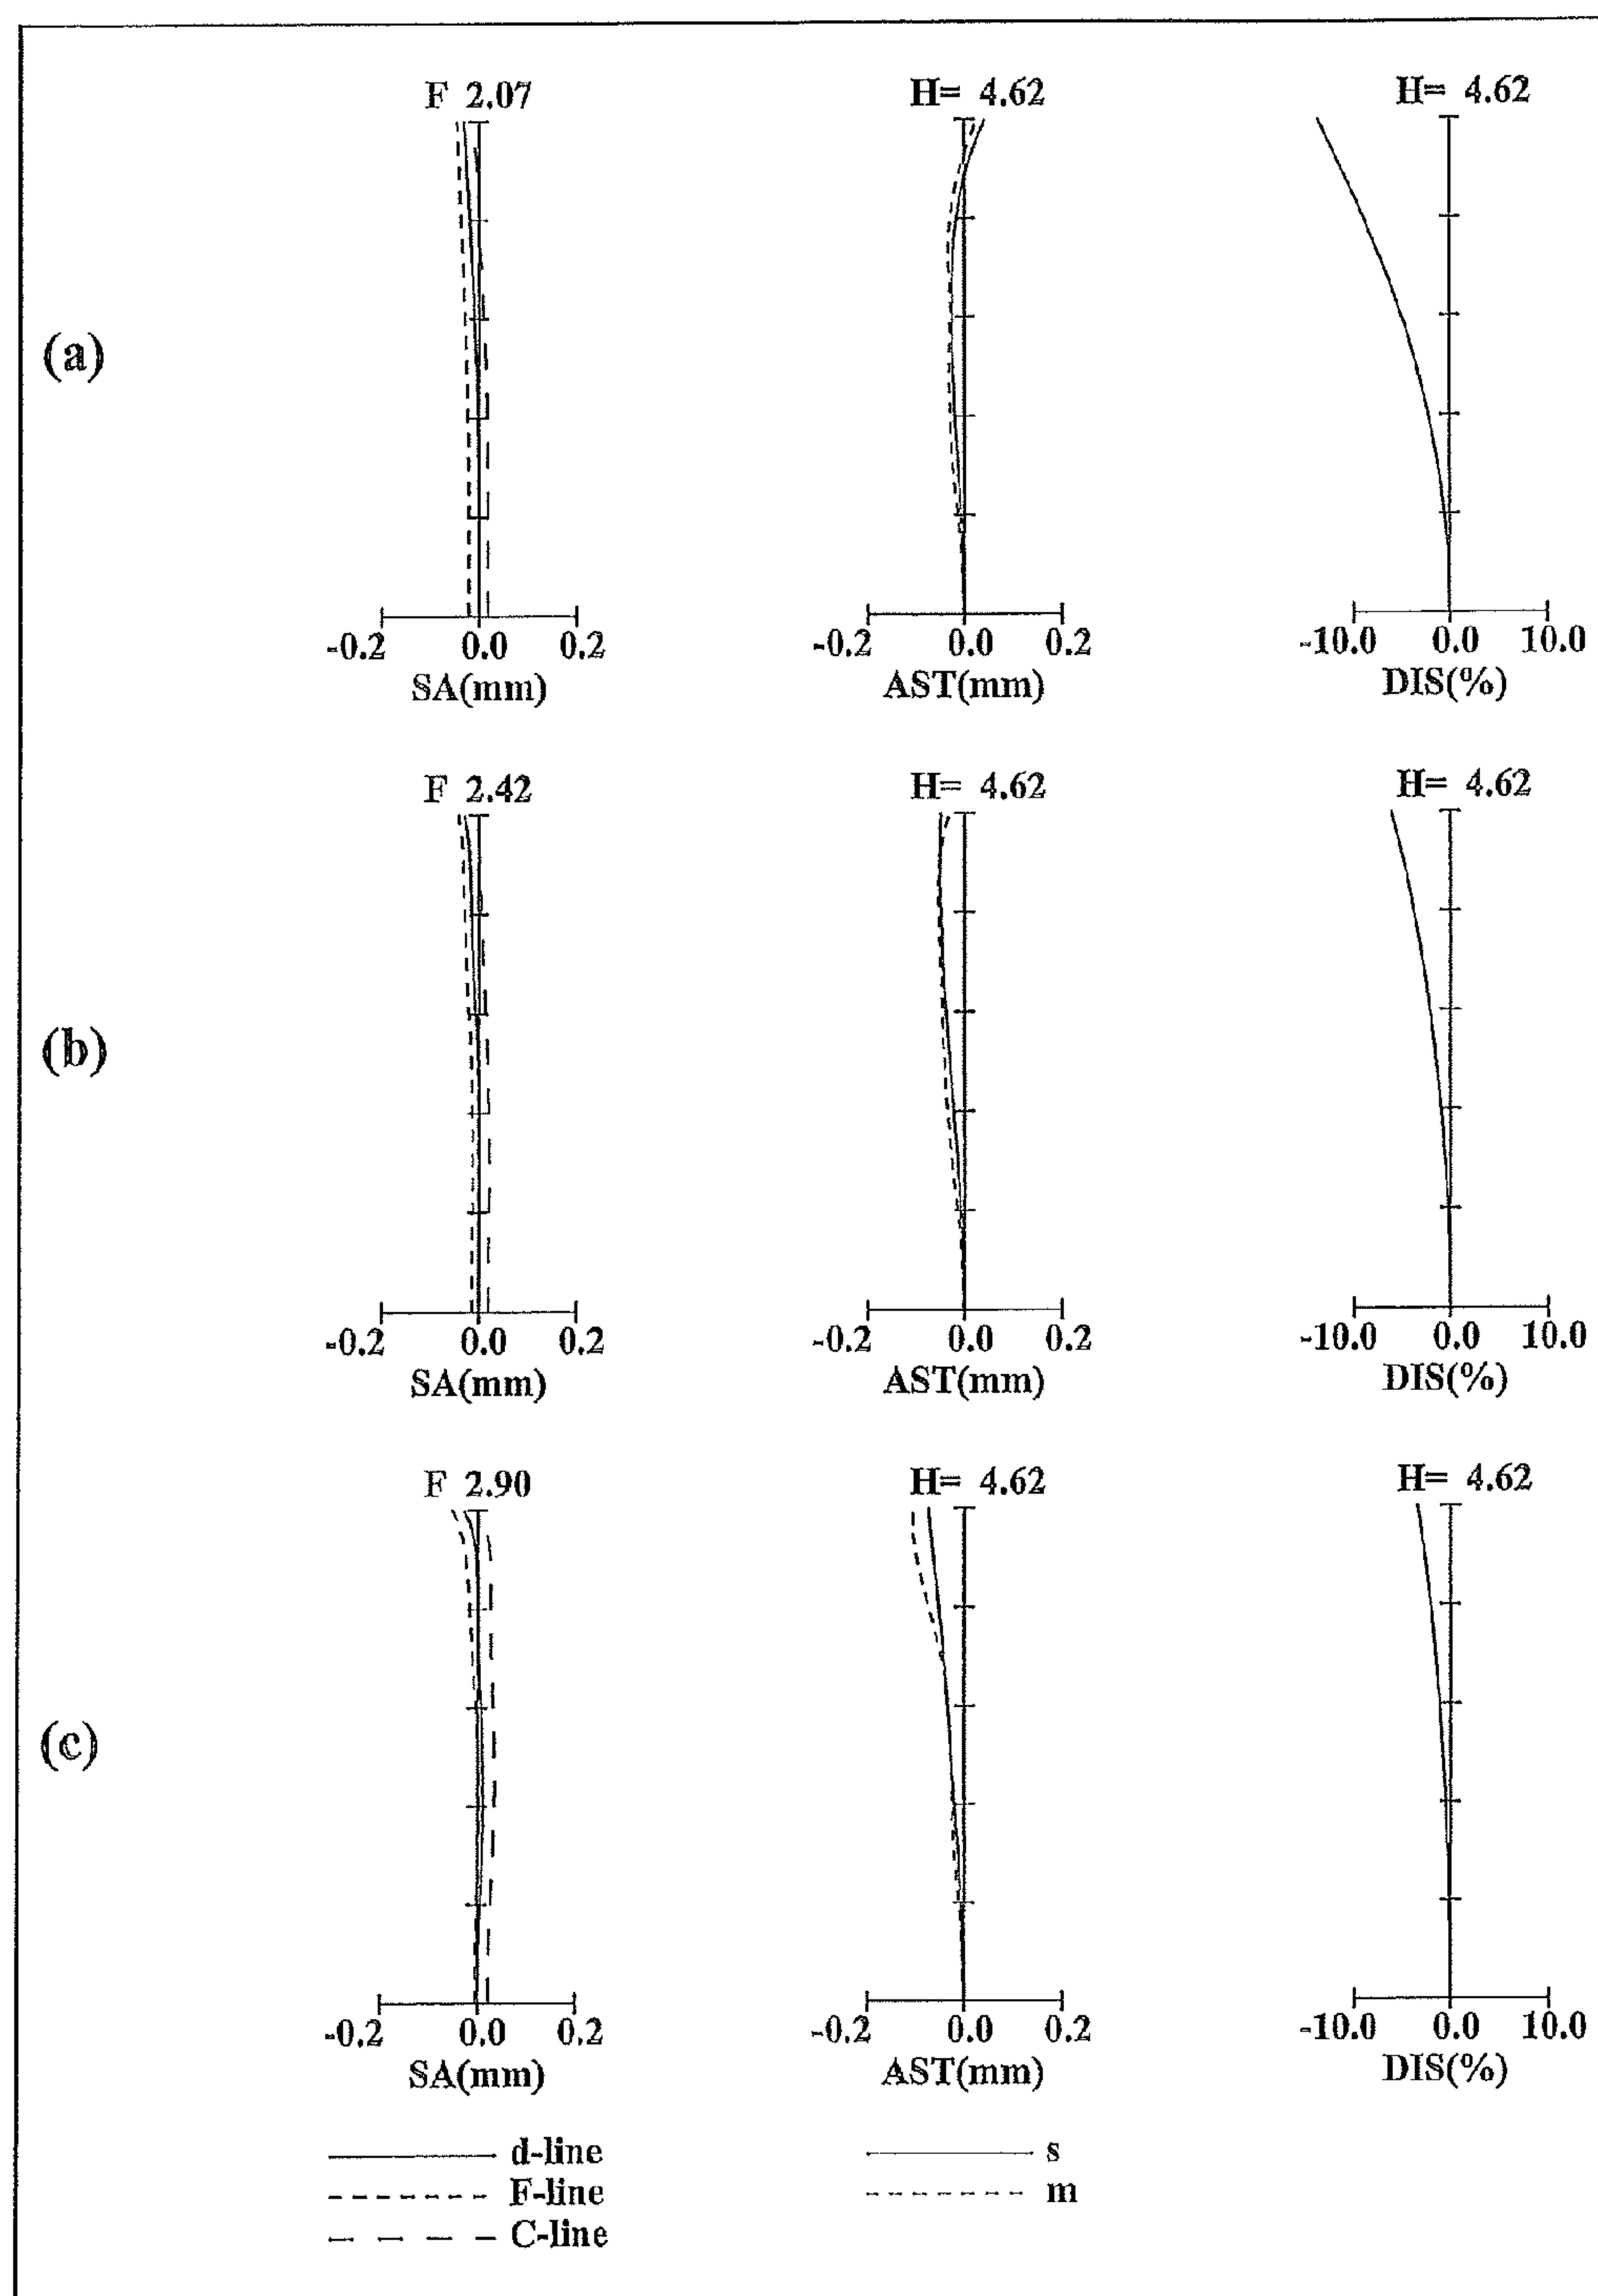 (a)
F 2.07
H= 4.62
H= 4.62
-0.2 0.0 0.2
SA(mm)
-0.2 0.0 0.2
AST(mm)
-10.0 0.0 10.0
DIS(%)
(b)
F 2.42
H= 4.62
H= 4.62
-0.2 0.0 0.2
SA(mm)
-0.2 0.0 0.2
AST(mm)
-10.0 0.0 10.0
DIS(%)
(c)
F 2.90
H= 4.62
H= 4.62
-0.2 0.0 0.2
SA(mm)
-0.2 0.0 0.2
AST(mm)
-10.0 0.0 10.0
DIS(%)
d-line
F-line
C-line
s
m